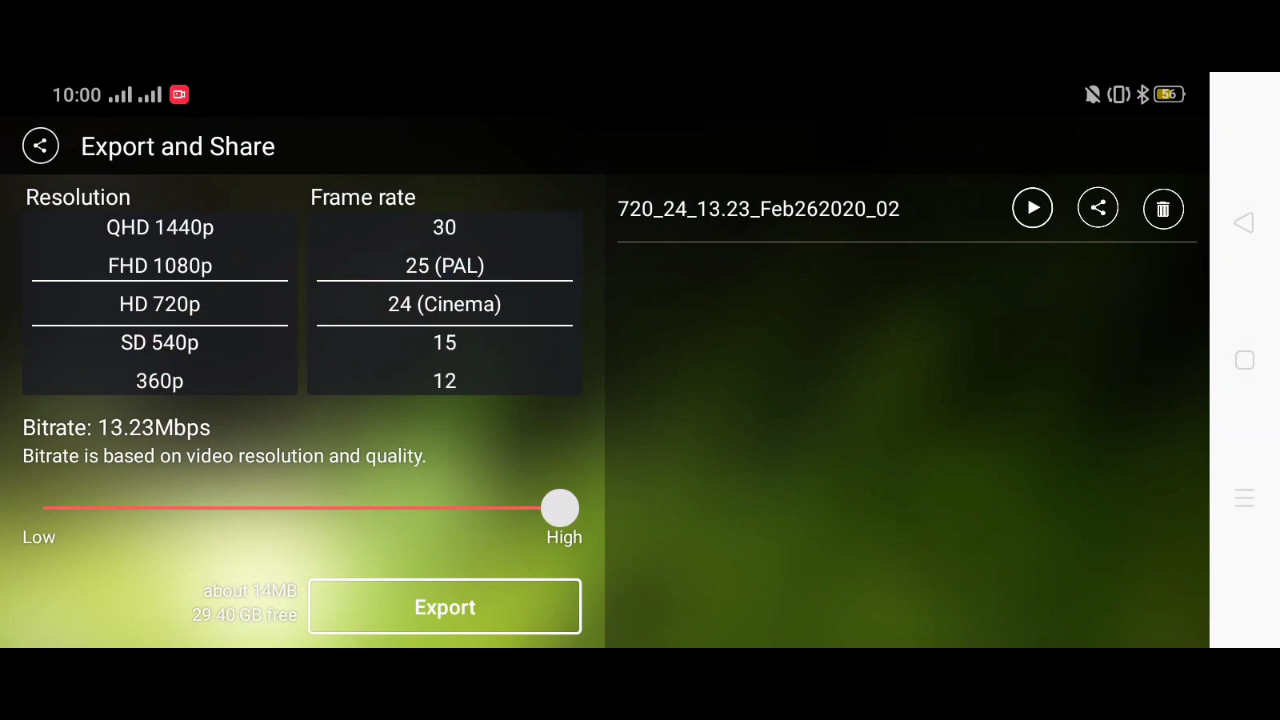 10:00
56
Export and Share
Resolution
QHD 1440p
FHD 1080p
HD 720p
SD 540p
360p
Frame rate
30
25 (PAL)
24 (Cinema)
15
12
Bitrate: 13.23Mbps
Bitrate is based on video resolution and quality.
Low
High
about 14MB
29.40 GB free
Export
720_24_13.23_Feb262020_02